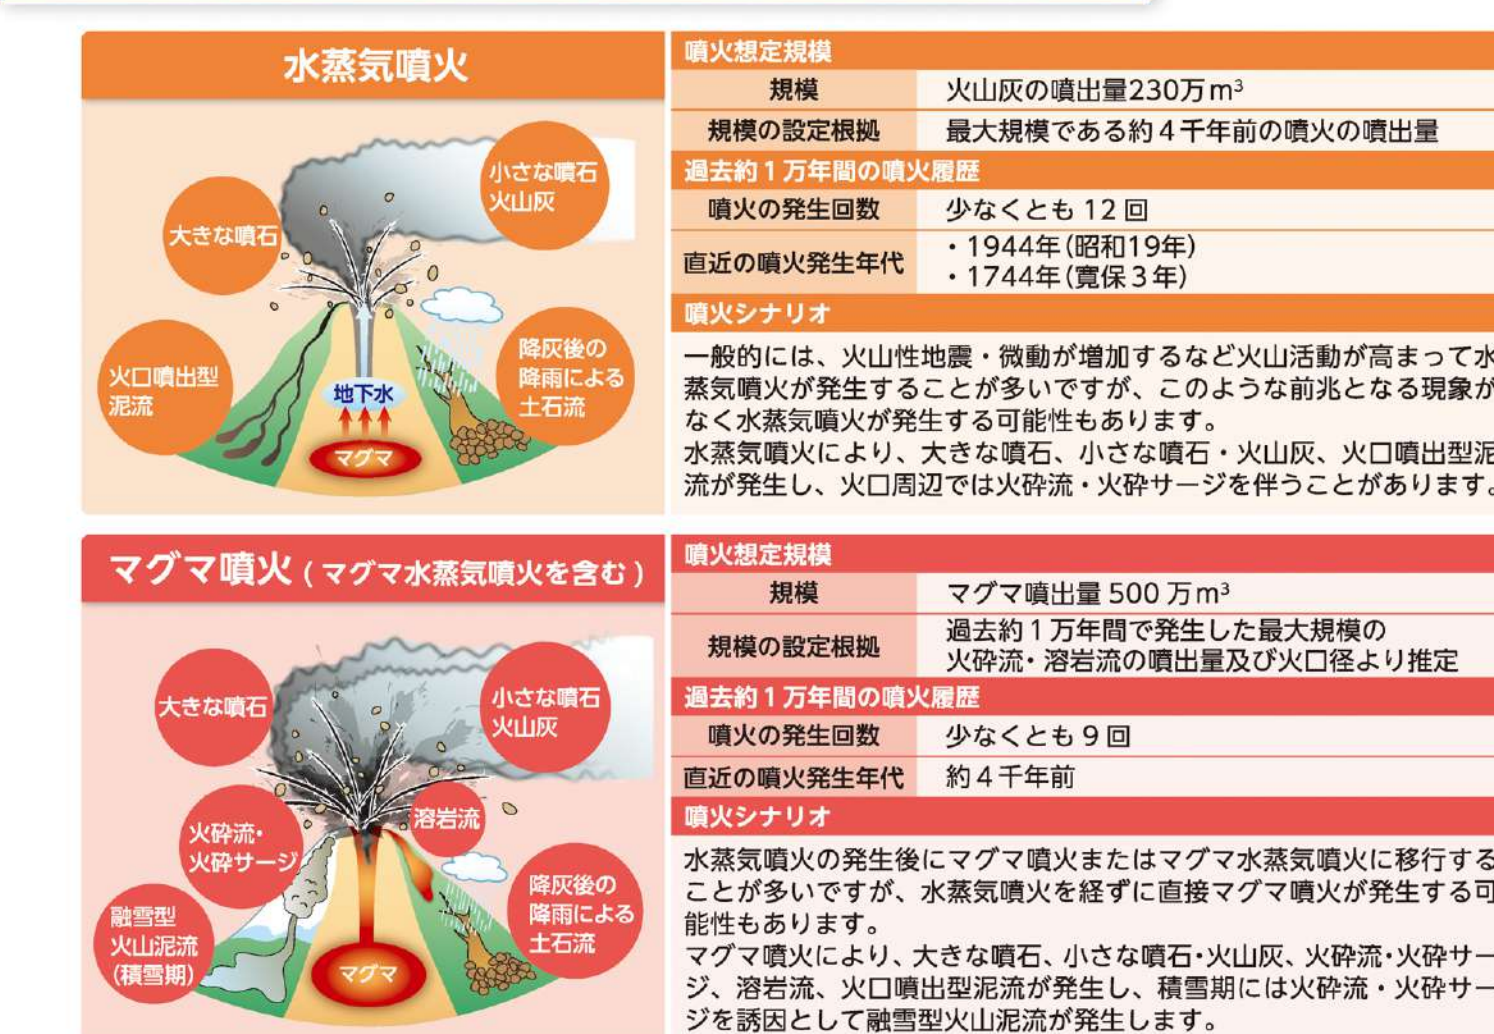 水蒸気噴火
小さな噴石
火山灰
大きな噴石
火口噴出型
泥流
降灰後の
降雨による
土石流
地下水
マグマ
噴火想定規模
規模 火山灰の噴出量230万m³
規模の設定根拠 最大規模である約4千年前の噴火の噴出量
過去約1万年間の噴火履歴
噴火の発生回数 少なくとも12回
直近の噴火発生年代
・1944年(昭和19年)
・1744年(寛保3年)
噴火シナリオ
一般的には、火山性地震・微動が増加するなど火山活動が高まって水
蒸気噴火が発生することが多いですが、このような前兆となる現象が
なく水蒸気噴火が発生する可能性もあります。
水蒸気噴火により、大きな噴石、小さな噴石・火山灰、火口噴出型泥
流が発生し、火口周辺では火砕流・火砕サージを伴うことがあります。
マグマ噴火(マグマ水蒸気噴火を含む)
小さな噴石
火山灰
大きな噴石
溶岩流
火砕流・
火砕サージ
降灰後の
降雨による
土石流
融雪型
火山泥流
(積雪期)
マグマ
噴火想定規模
規模 マグマ噴出量500万m³
規模の設定根拠
過去約1万年間で発生した最大規模の
火砕流・溶岩流の噴出量及び火口径より推定
過去約1万年間の噴火履歴
噴火の発生回数 少なくとも9回
直近の噴火発生年代 約4千年前
噴火シナリオ
水蒸気噴火の発生後にマグマ噴火またはマグマ水蒸気噴火に移行する
ことが多いですが、水蒸気噴火を経ずに直接マグマ噴火が発生する可
能性もあります。
マグマ噴火により、大きな噴石、小さな噴石・火山灰、火砕流・火砕サー
ジ、溶岩流、火口噴出型泥流が発生し、積雪期には火砕流・火砕サー
ジを誘因として融雪型火山泥流が発生します。